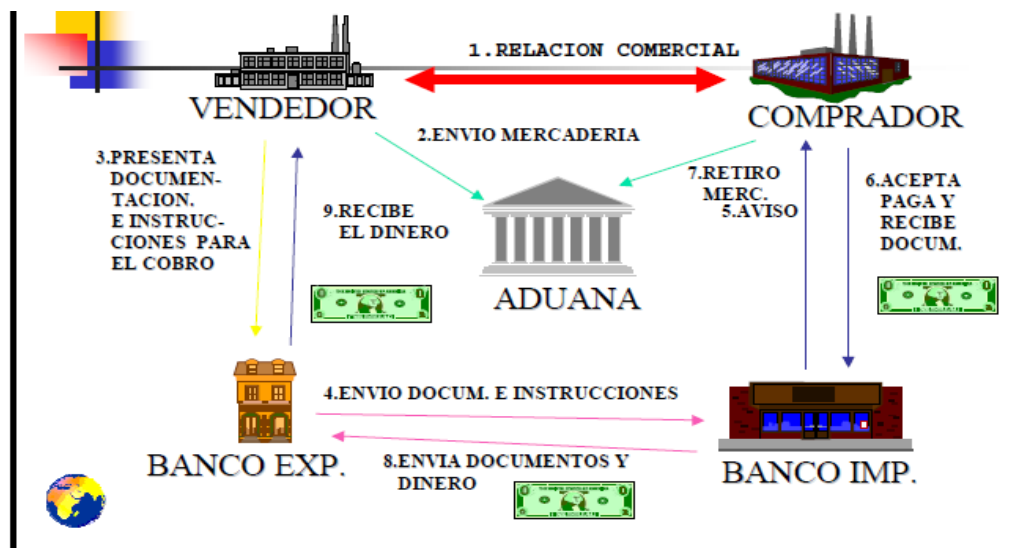 1.RELACION COMERCIAL
VENDEDOR
COMPRADOR
2.ENVIO MERCADERIA
3.PRESENTA
DOCUMEN-
TACION.
E INSTRUC-
CIONES PARA
EL COBRO
9.RECIBE
EL DINERO
7.RETIRO
MERC.
5.AVISO
6.ACEPTA
PAGA Y
RECIBE
DOCUM.
ADUANA
4.ENVIO DOCUM. E INSTRUCCIONES
BANCO EXP.
8.ENVIA DOCUMENTOS Y
DINERO
BANCO IMP.